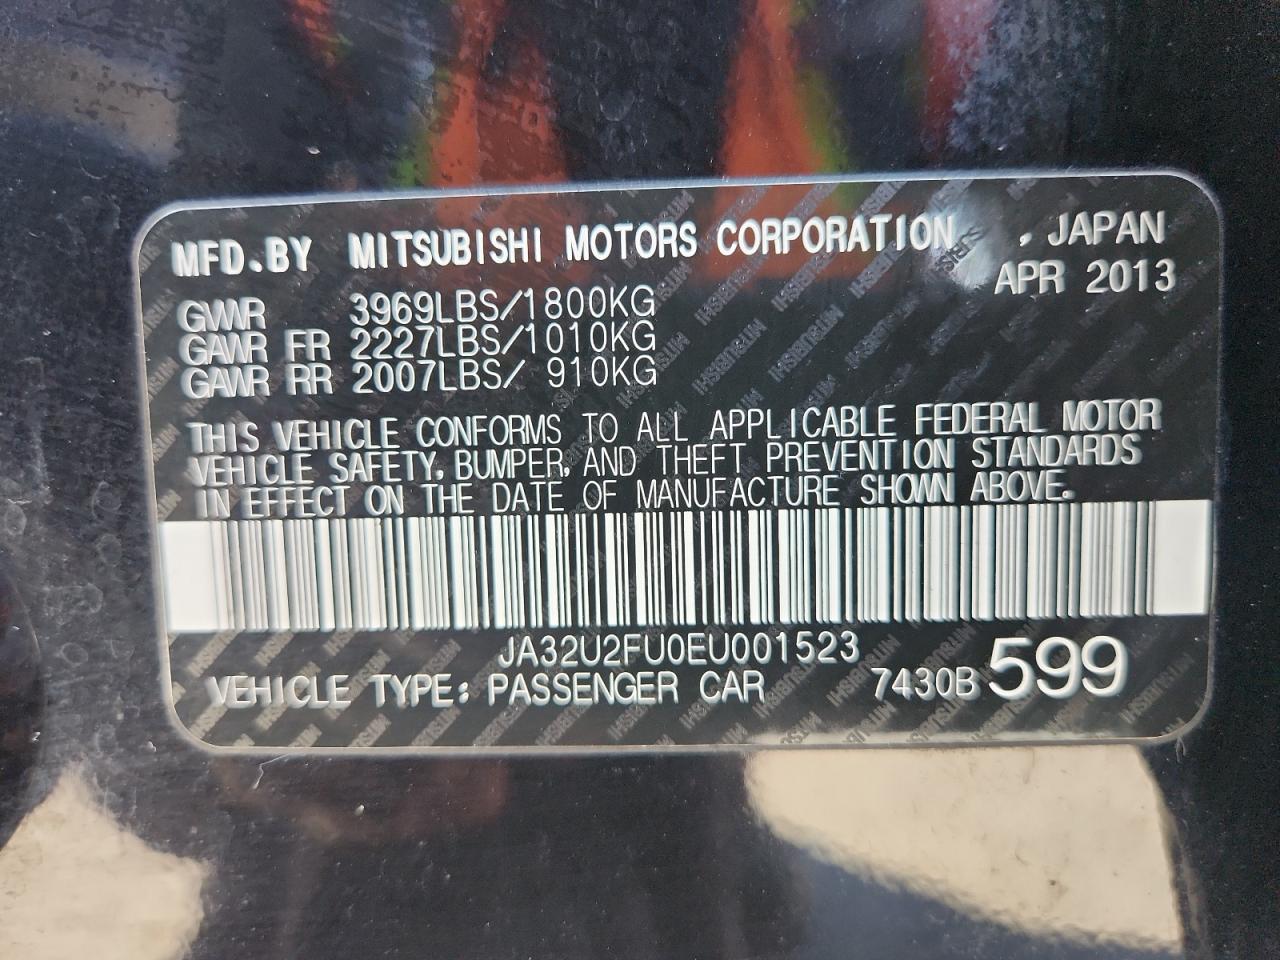 MFD.BY MITSUBISHI MOTORS CORPORATION , JAPAN
APR 2013
GVWR 3969LBS/1800KG
GAWR FR 2227LBS/1010KG
GAWR RR 2007LBS/ 910KG
THIS VEHICLE CONFORMS TO ALL APPLICABLE FEDERAL MOTOR
VEHICLE SAFETY, BUMPER, AND THEFT PREVENTION STANDARDS
IN EFFECT ON THE DATE OF MANUFACTURE SHOWN ABOVE.
JA32U2FU0EU001523
VEHICLE TYPE: PASSENGER CAR 7430B 599